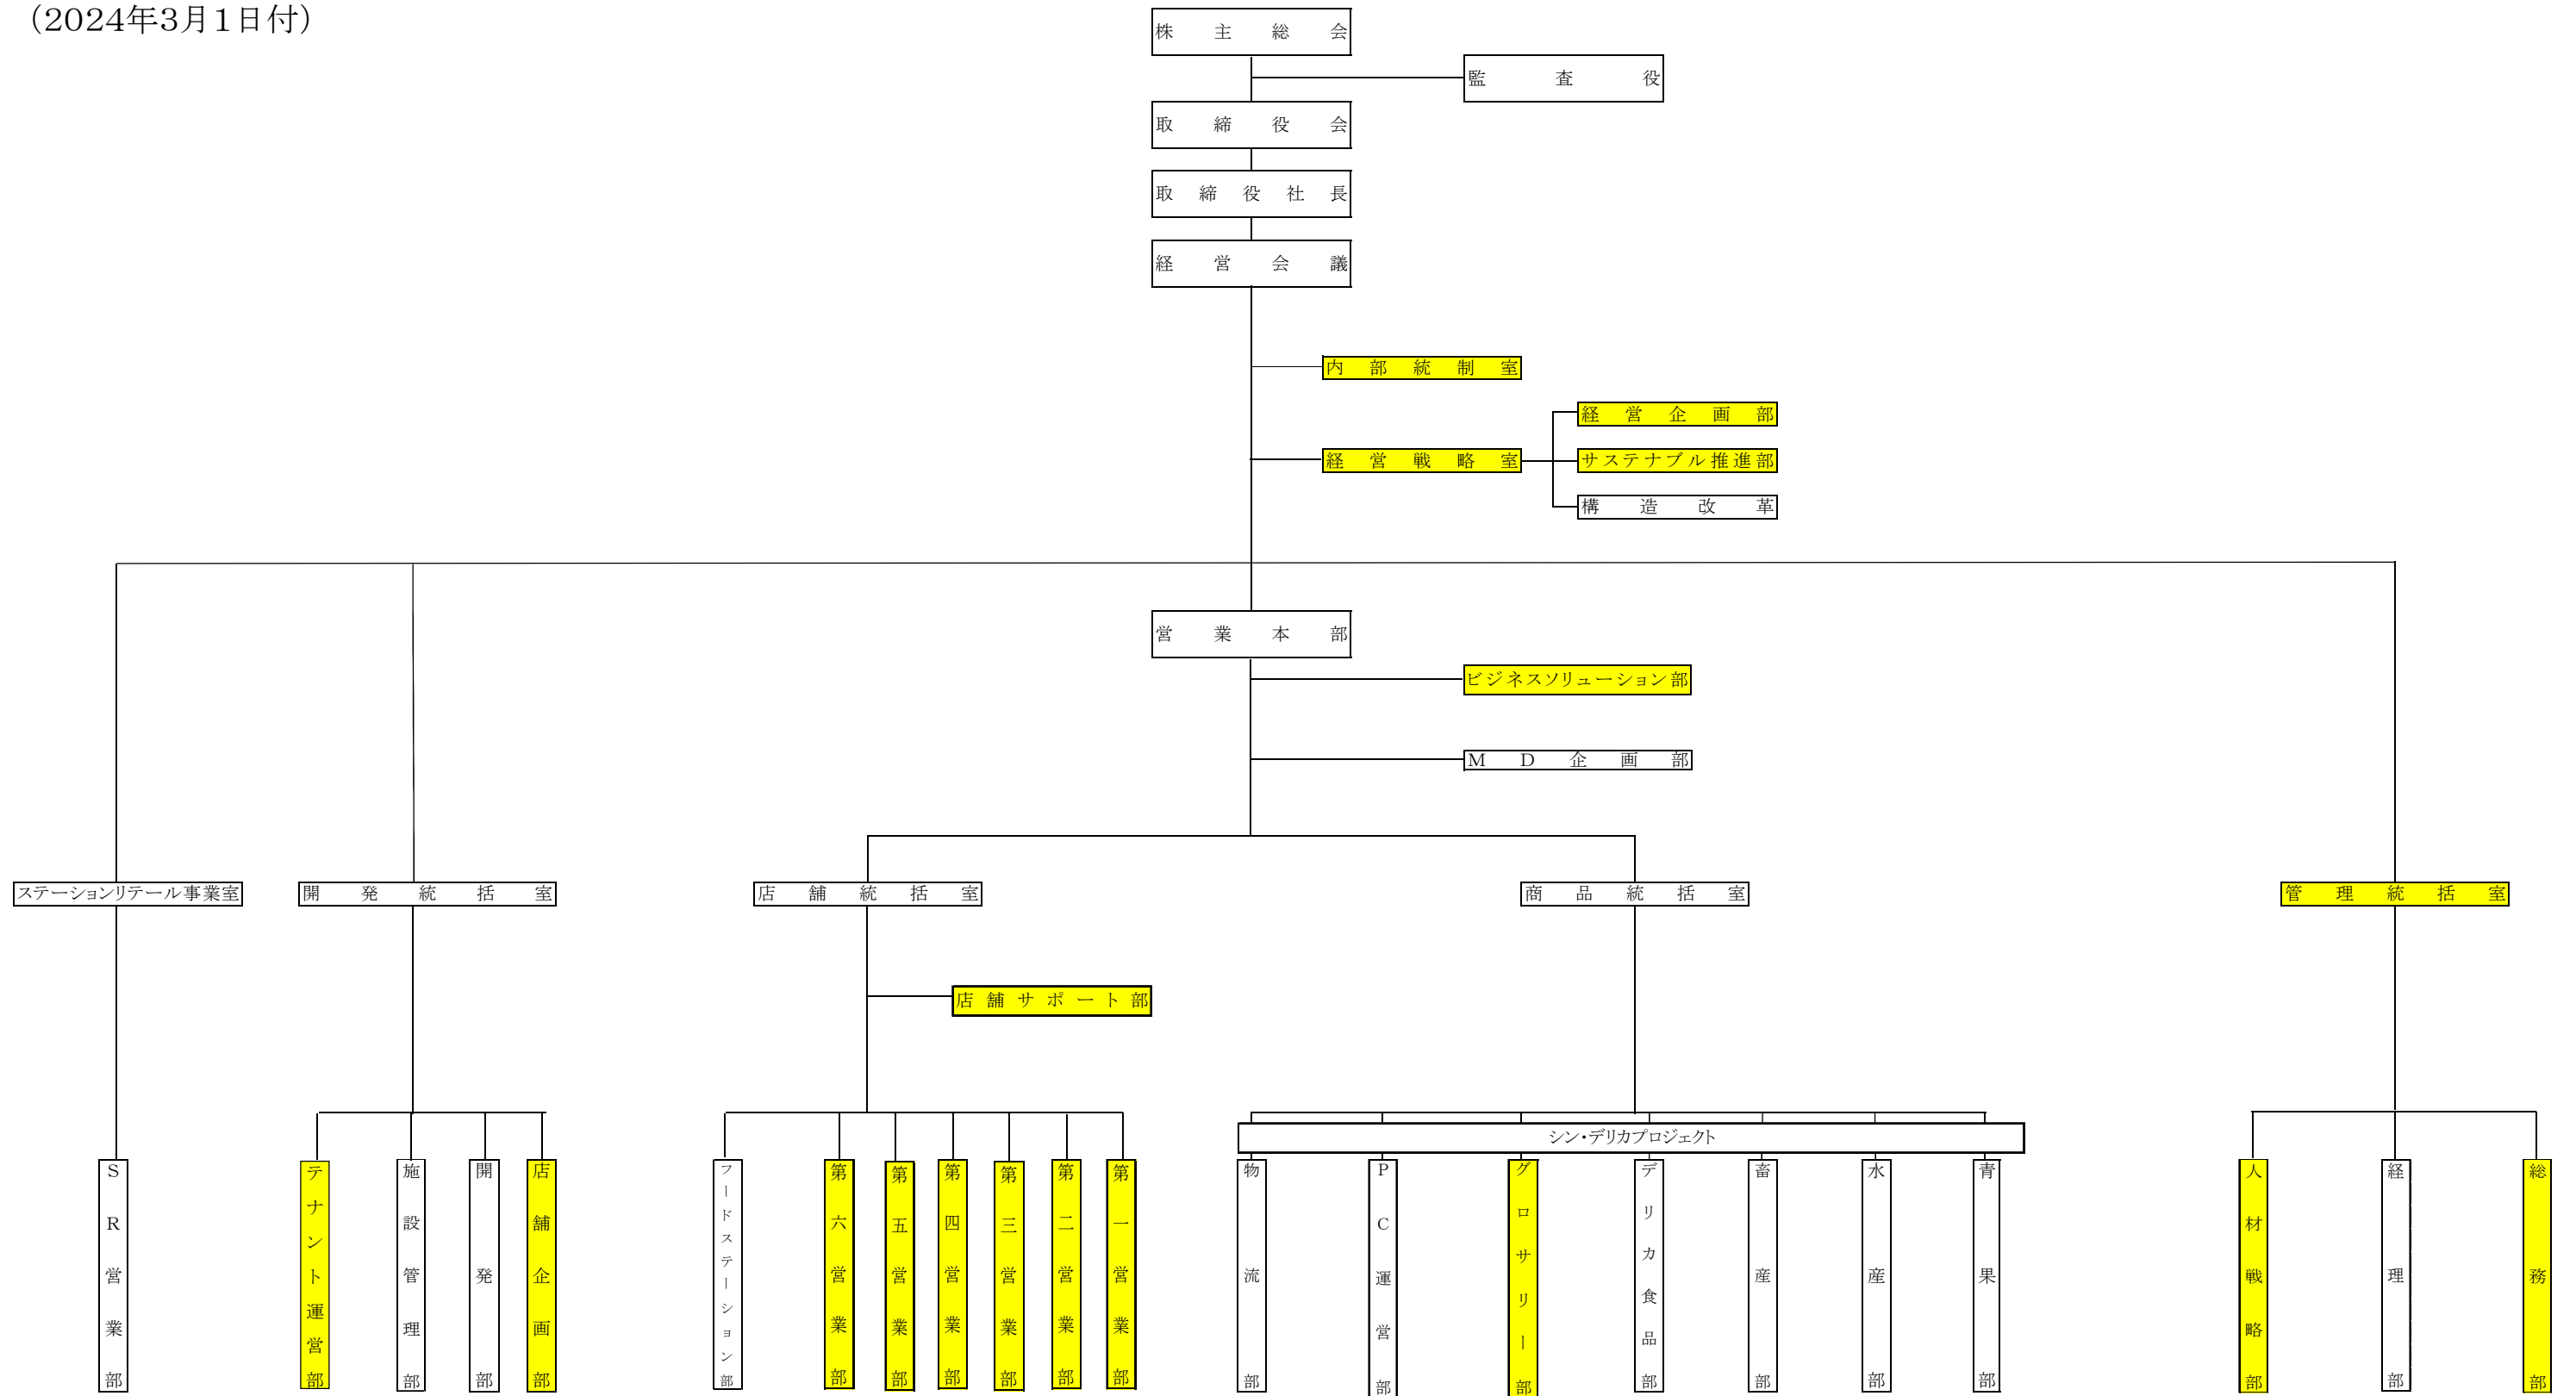 （2024年3月1日付）
株主総会
監査役
取締役会
取締役社長
経営会議
内部統制室
経営企画部
経営戦略室
サステナブル推進部
構造改革
営業本部
ビジネスソリューション部
MD企画部
ステーションリテール事業室
開発統括室
店舗統括室
商品統括室
管理統括室
店舗サポート部
シン・デリカプロジェクト
SR営業部
テナント運営部
施設管理部
開発部
店舗企画部
フードステーション部
第六営業部
第五営業部
第四営業部
第三営業部
第二営業部
第一営業部
物流部
PC運営部
グロサリー部
デリカ食品部
畜産部
水産部
青果部
人材戦略部
経理部
総務部